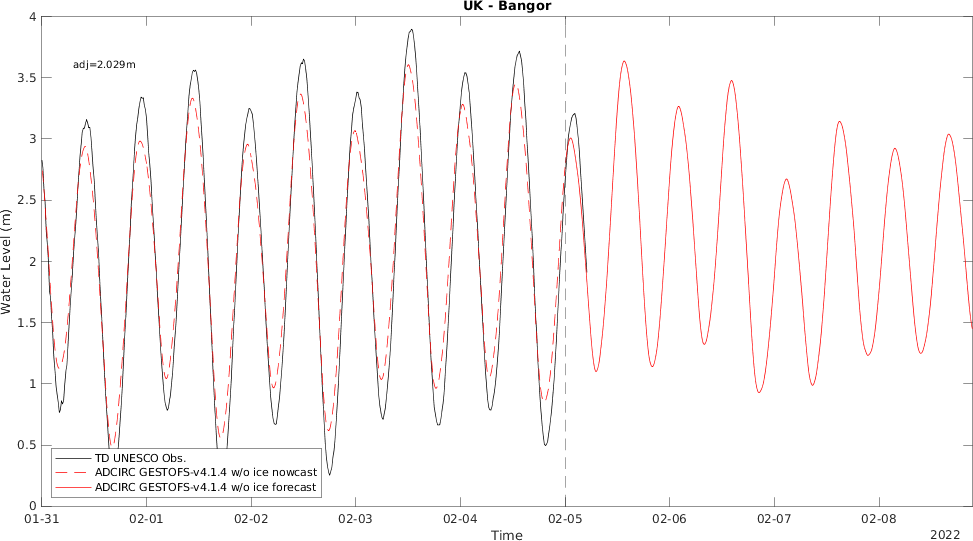 UK - Bangor
adj=2.029m
Water Level (m)
4
3.5
3
2.5
2
1.5
1
0.5
0
TD UNESCO Obs.
ADCIRC GESTOFS-v4.1.4 w/o ice nowcast
ADCIRC GESTOFS-v4.1.4 w/o ice forecast
01-31 02-01 02-02 02-03 02-04 02-05 02-06 02-07 02-08
Time
2022